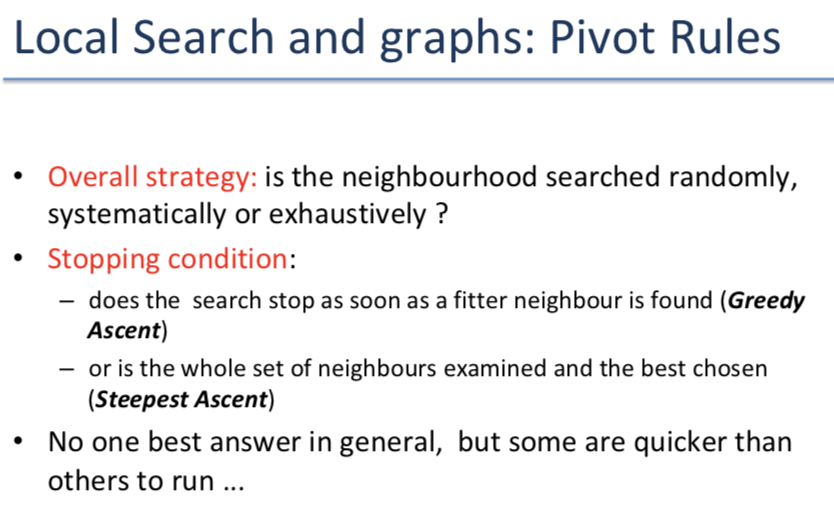 Local Search and graphs: Pivot Rules
• Overall strategy: is the neighbourhood searched randomly,
systematically or exhaustively ?
• Stopping condition:
– does the search stop as soon as a fitter neighbour is found (Greedy
Ascent)
– or is the whole set of neighbours examined and the best chosen
(Steepest Ascent)
• No one best answer in general, but some are quicker than
others to run ...